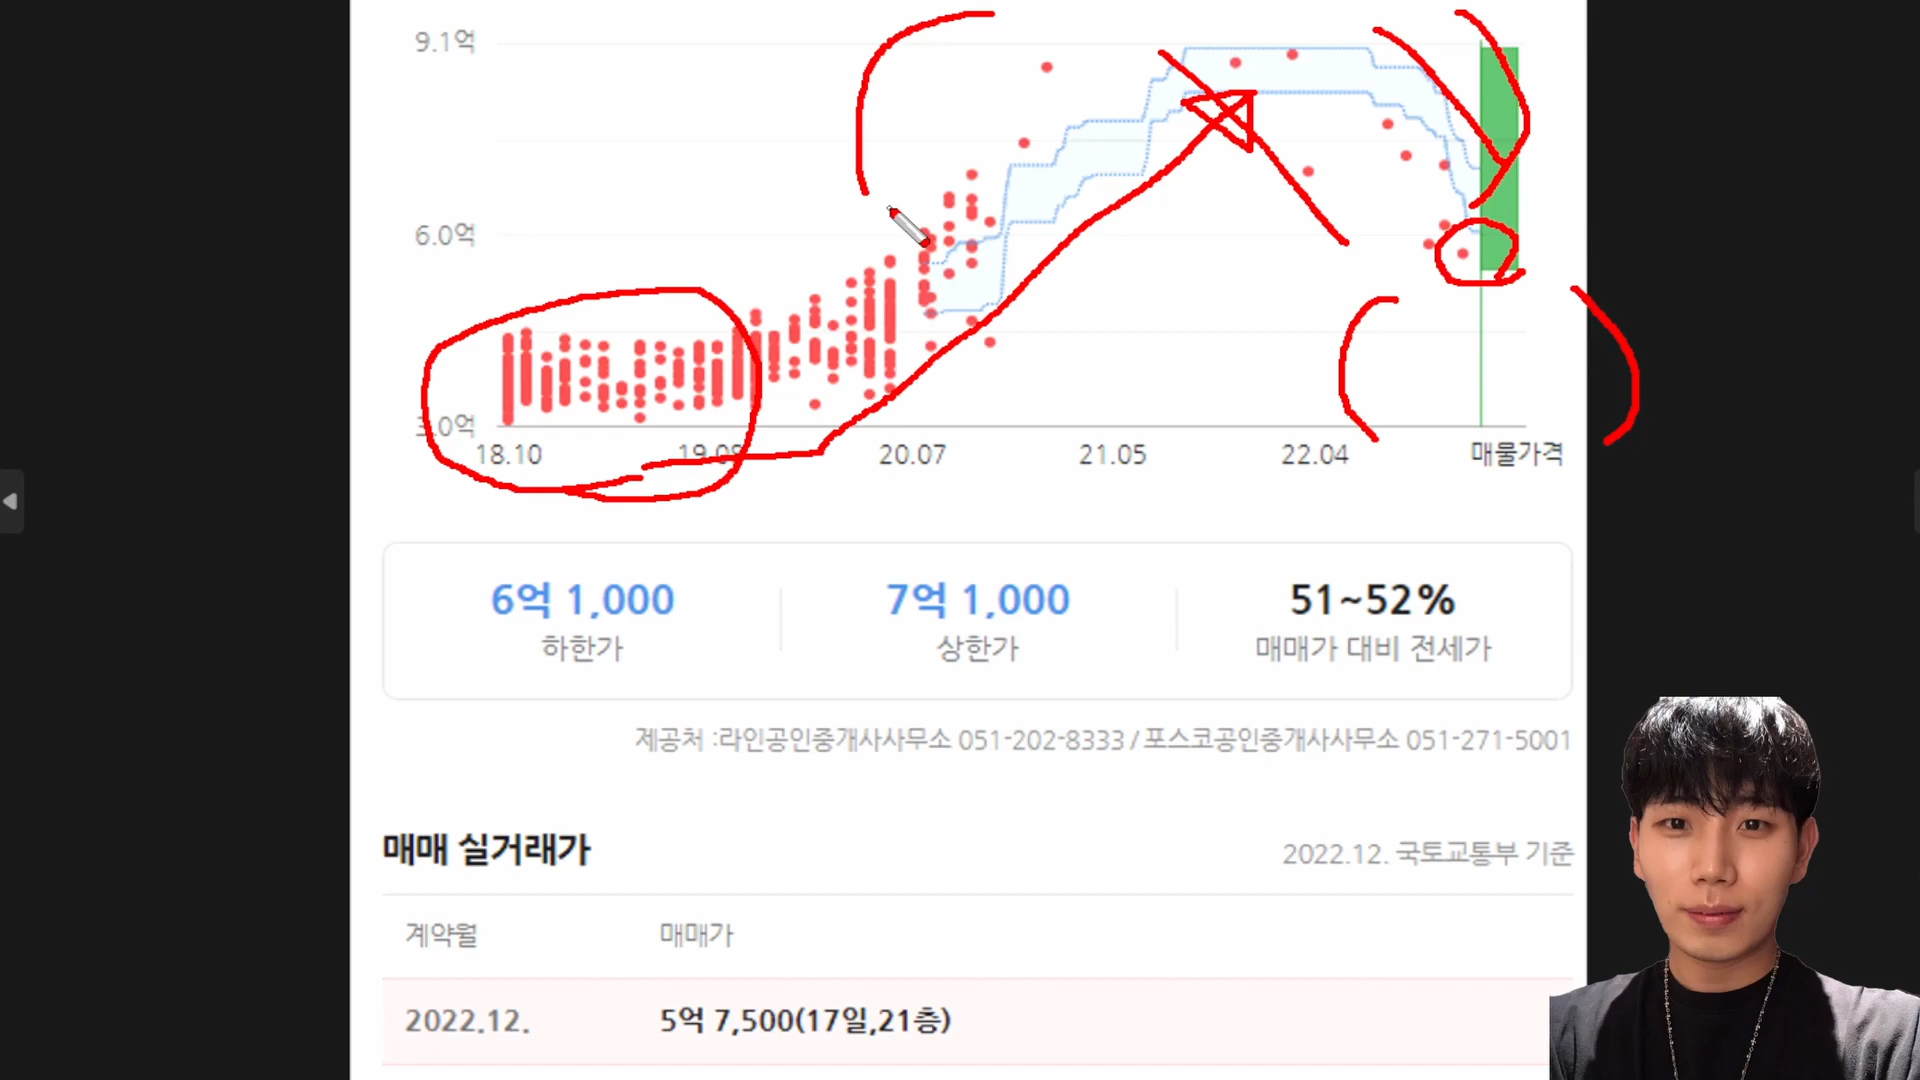 9.1억
6.0억
3.0억
18.10 19.09 20.07 21.05 22.04 매물가격
6억 1,000 7억 1,000 51~52%
하한가 상한가 매매가 대비 전세가
제공처 :라인공인중개사사무소 051-202-8333 / 포스코공인중개사사무소 051-271-5001
매매 실거래가 2022.12. 국토교통부 기준
계약월 매매가
2022.12. 5억 7,500(17일,21층)